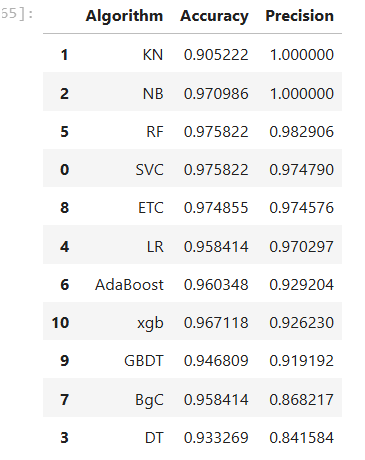 65]:
Algorithm Accuracy Precision
1 KN 0.905222 1.000000
2 NB 0.970986 1.000000
5 RF 0.975822 0.982906
0 SVC 0.975822 0.974790
8 ETC 0.974855 0.974576
4 LR 0.958414 0.970297
6 AdaBoost 0.960348 0.929204
10 xgb 0.967118 0.926230
9 GBDT 0.946809 0.919192
7 BgC 0.958414 0.868217
3 DT 0.933269 0.841584